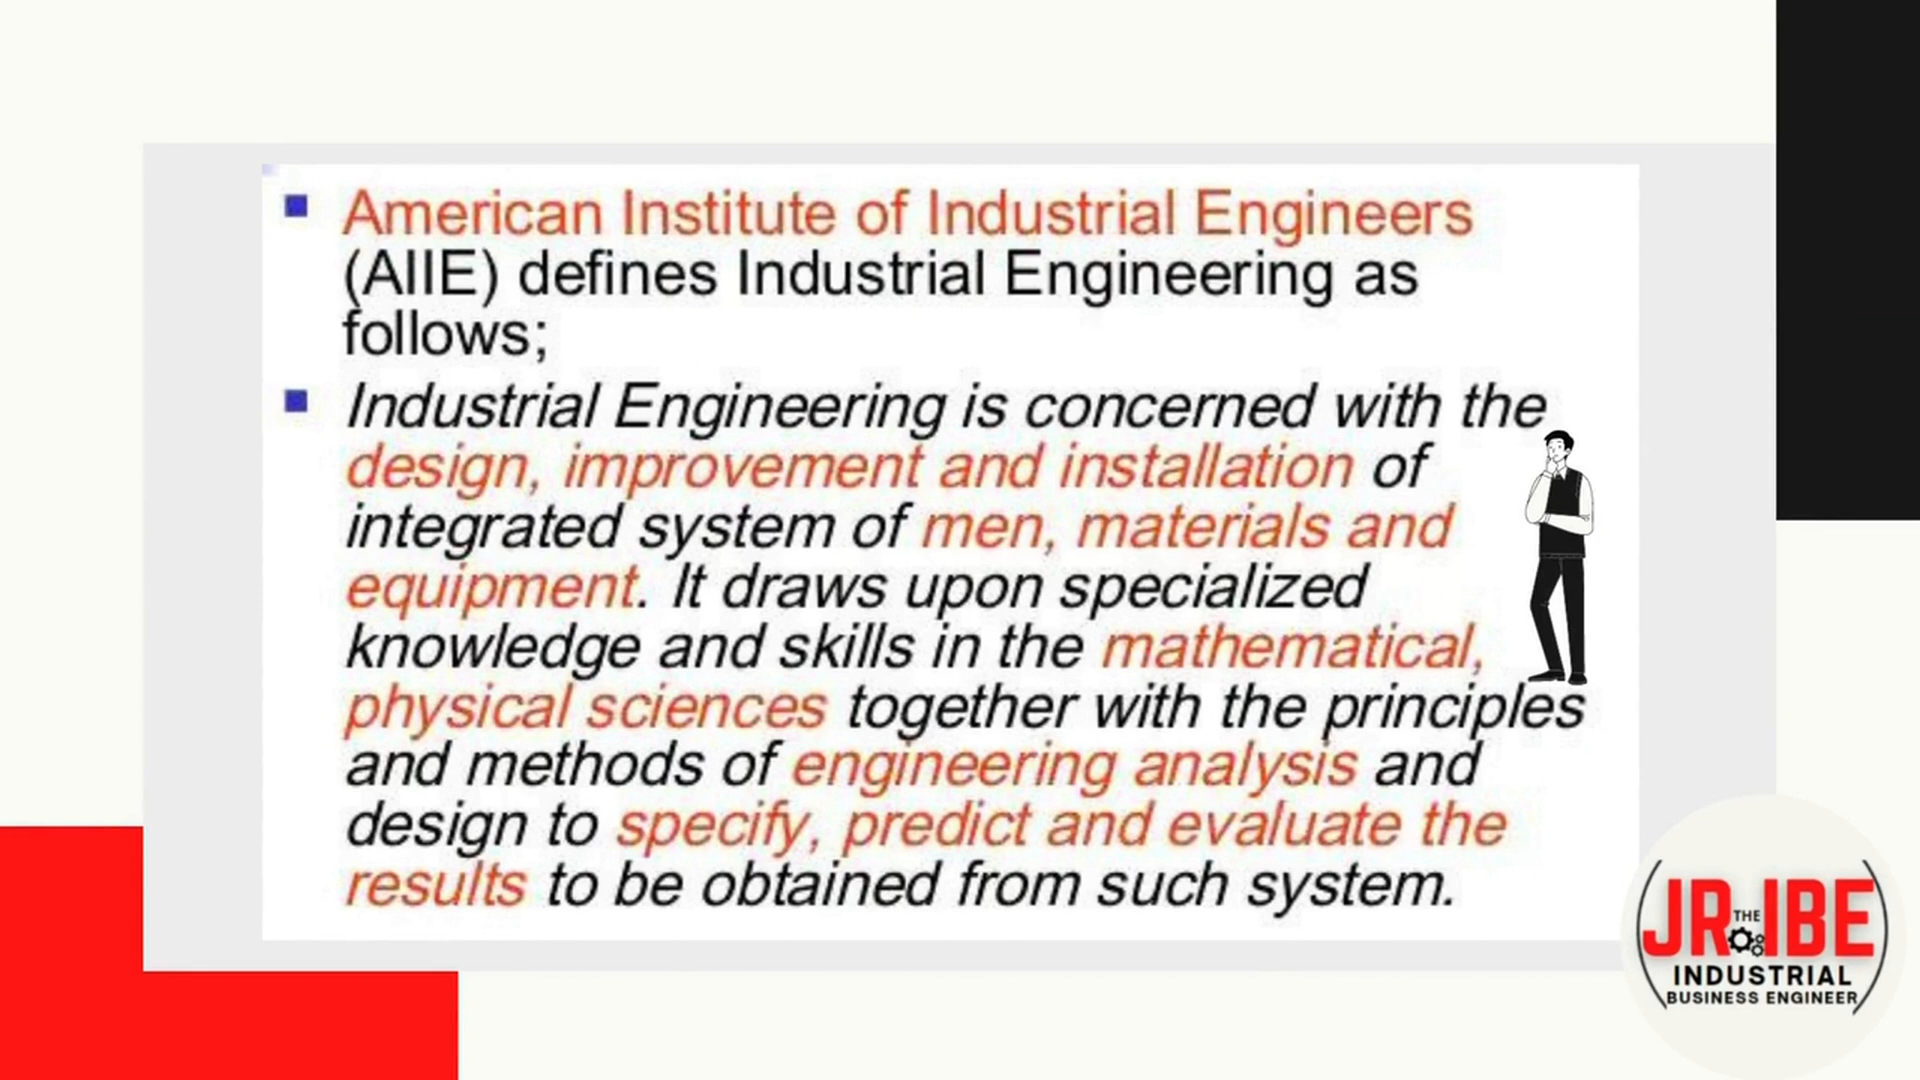 American Institute of Industrial Engineers
(AIIE) defines Industrial Engineering as
follows;
Industrial Engineering is concerned with the
design, improvement and installation of
integrated system of men, materials and
equipment. It draws upon specialized
knowledge and skills in the mathematical,
physical sciences together with the principles
and methods of engineering analysis and
design to specify, predict and evaluate the
results to be obtained from such system.
JR THE IBE
INDUSTRIAL
BUSINESS ENGINEER